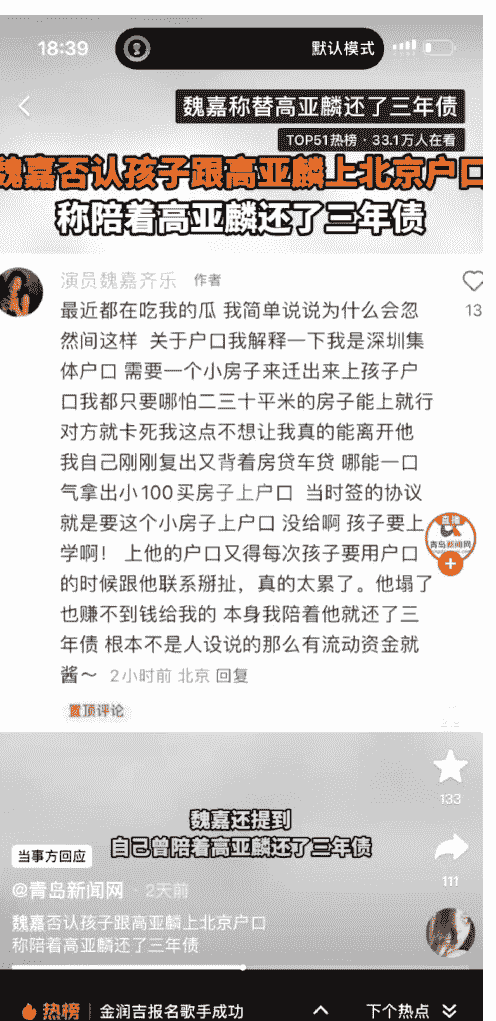 18:39
默认模式
魏嘉称替高亚麟还了三年债
TOP51热榜·33.1万人在看
魏嘉否认孩子跟高亚麟上北京户口
称陪着高亚麟还了三年债
演员魏嘉齐乐 作者
最近都在吃我的瓜 我简单说说为什么会忽
然间这样 关于户口我解释一下我是深圳集
体户口 需要一个小房子来迁出来上孩子户
口我都只要哪怕二三十平米的房子能上就行
对方就卡死我这点不想让我真的能离开他
我自己刚刚复出又背着房贷车贷 哪能一口
气拿出小100买房子上户口 当时签的协议
就是要这个小房子上户口 没给啊 孩子要上
学啊! 上他的户口又得每次孩子要用户口
的时候跟他联系掰扯，真的太累了。他塌了
也赚不到钱给我的 本身我陪着他就还了三
年债 根本不是人设说的那么有流动资金就
酱～ 2小时前 北京 回复
13
直播
青岛新闻网
置顶评论
133
魏嘉还提到
自己曾陪着高亚麟还了三年债
当事方回应
111
@青岛新闻网 · 2天前
魏嘉否认孩子跟高亚麟上北京户口
称陪着高亚麟还了三年债
热榜 | 金润吉报名歌手成功
下个热点